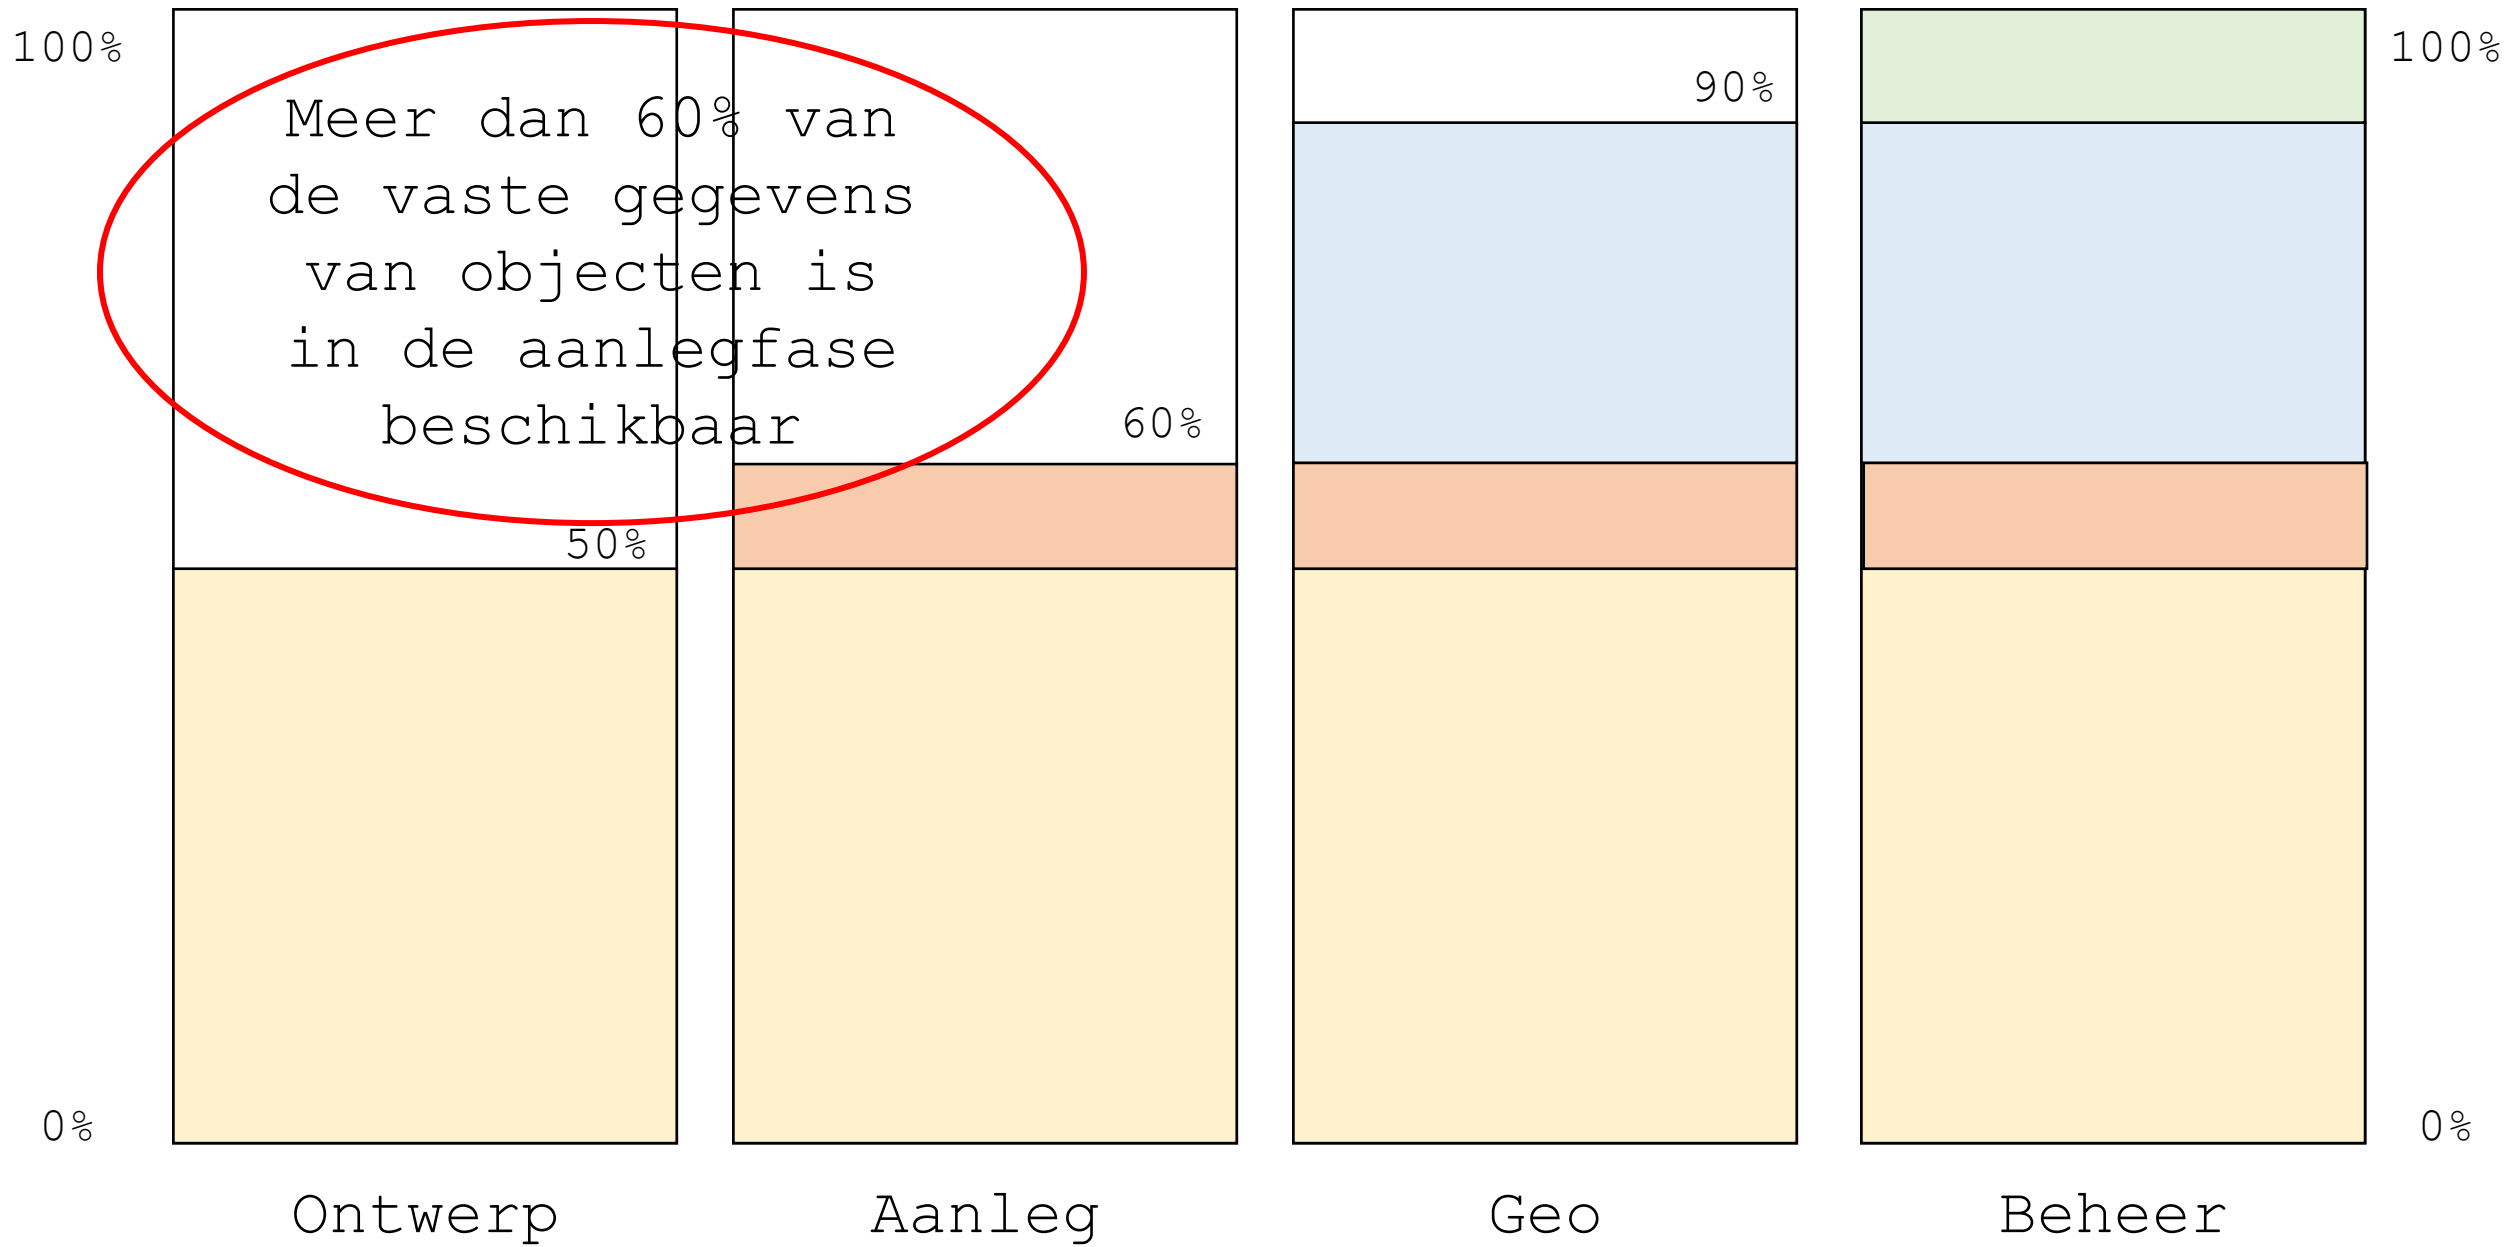 100%
100%
90%
Meer dan 60% van
de vaste gegevens
van objecten is
in de aanlegfase
beschikbaar
60%
50%
0%
0%
Ontwerp
Aanleg
Geo
Beheer